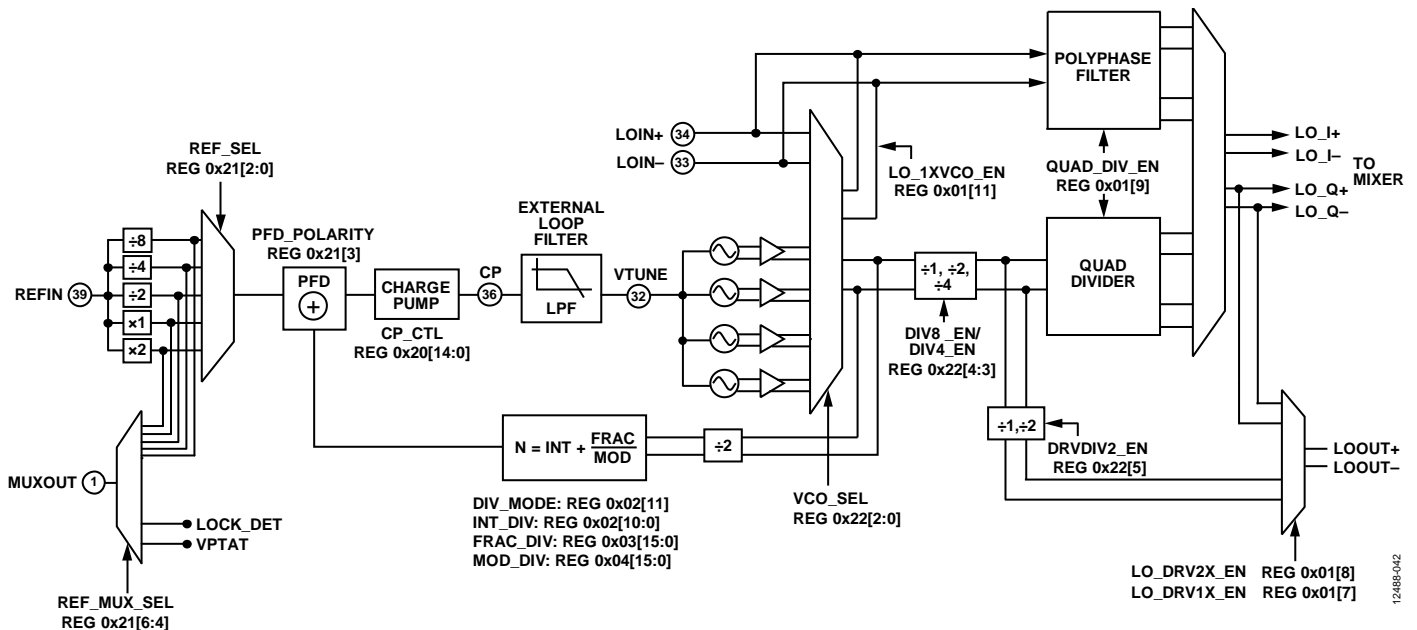 POLYPHASE
FILTER
LOIN+ 34
LOIN– 33
LO_1XVCO_EN
REG 0x01[11]
QUAD_DIV_EN
REG 0x01[9]
LO_I+
LO_I–
LO_Q+
LO_Q–
TO
MIXER
REF_SEL
REG 0x21[2:0]
÷8
÷4
÷2
×1
×2
REFIN 39
PFD_POLARITY
REG 0x21[3]
PFD
+
CHARGE
PUMP
CP_CTL
REG 0x20[14:0]
CP
36
EXTERNAL
LOOP
FILTER
LPF
VTUNE
32
÷1, ÷2,
÷4
DIV8_EN/
DIV4_EN
REG 0x22[4:3]
QUAD
DIVIDER
N = INT + FRAC
MOD
÷2
÷1,÷2
DRVDIV2_EN
REG 0x22[5]
LOOUT+
LOOUT–
MUXOUT 1
LOCK_DET
VPTAT
REF_MUX_SEL
REG 0x21[6:4]
DIV_MODE: REG 0x02[11]
INT_DIV: REG 0x02[10:0]
FRAC_DIV: REG 0x03[15:0]
MOD_DIV: REG 0x04[15:0]
VCO_SEL
REG 0x22[2:0]
LO_DRV2X_EN REG 0x01[8]
LO_DRV1X_EN REG 0x01[7]
12488-042